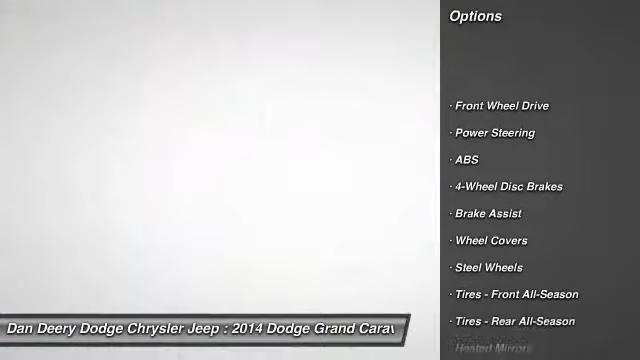 Options
· Front Wheel Drive
· Power Steering
· ABS
· 4-Wheel Disc Brakes
· Brake Assist
· Wheel Covers
· Steel Wheels
· Tires - Front All-Season
· Tires - Rear All-Season
Heated Mirrors
Dan Deery Dodge Chrysler Jeep : 2014 Dodge Grand Carav